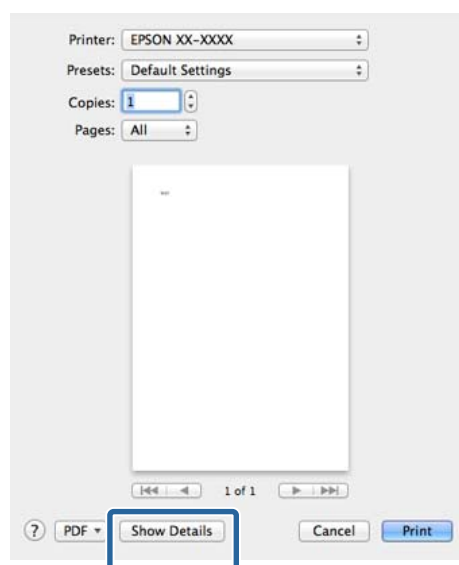 Printer: EPSON XX-XXXX
Presets: Default Settings
Copies: 1
Pages: All
1 of 1
? PDF Show Details Cancel Print